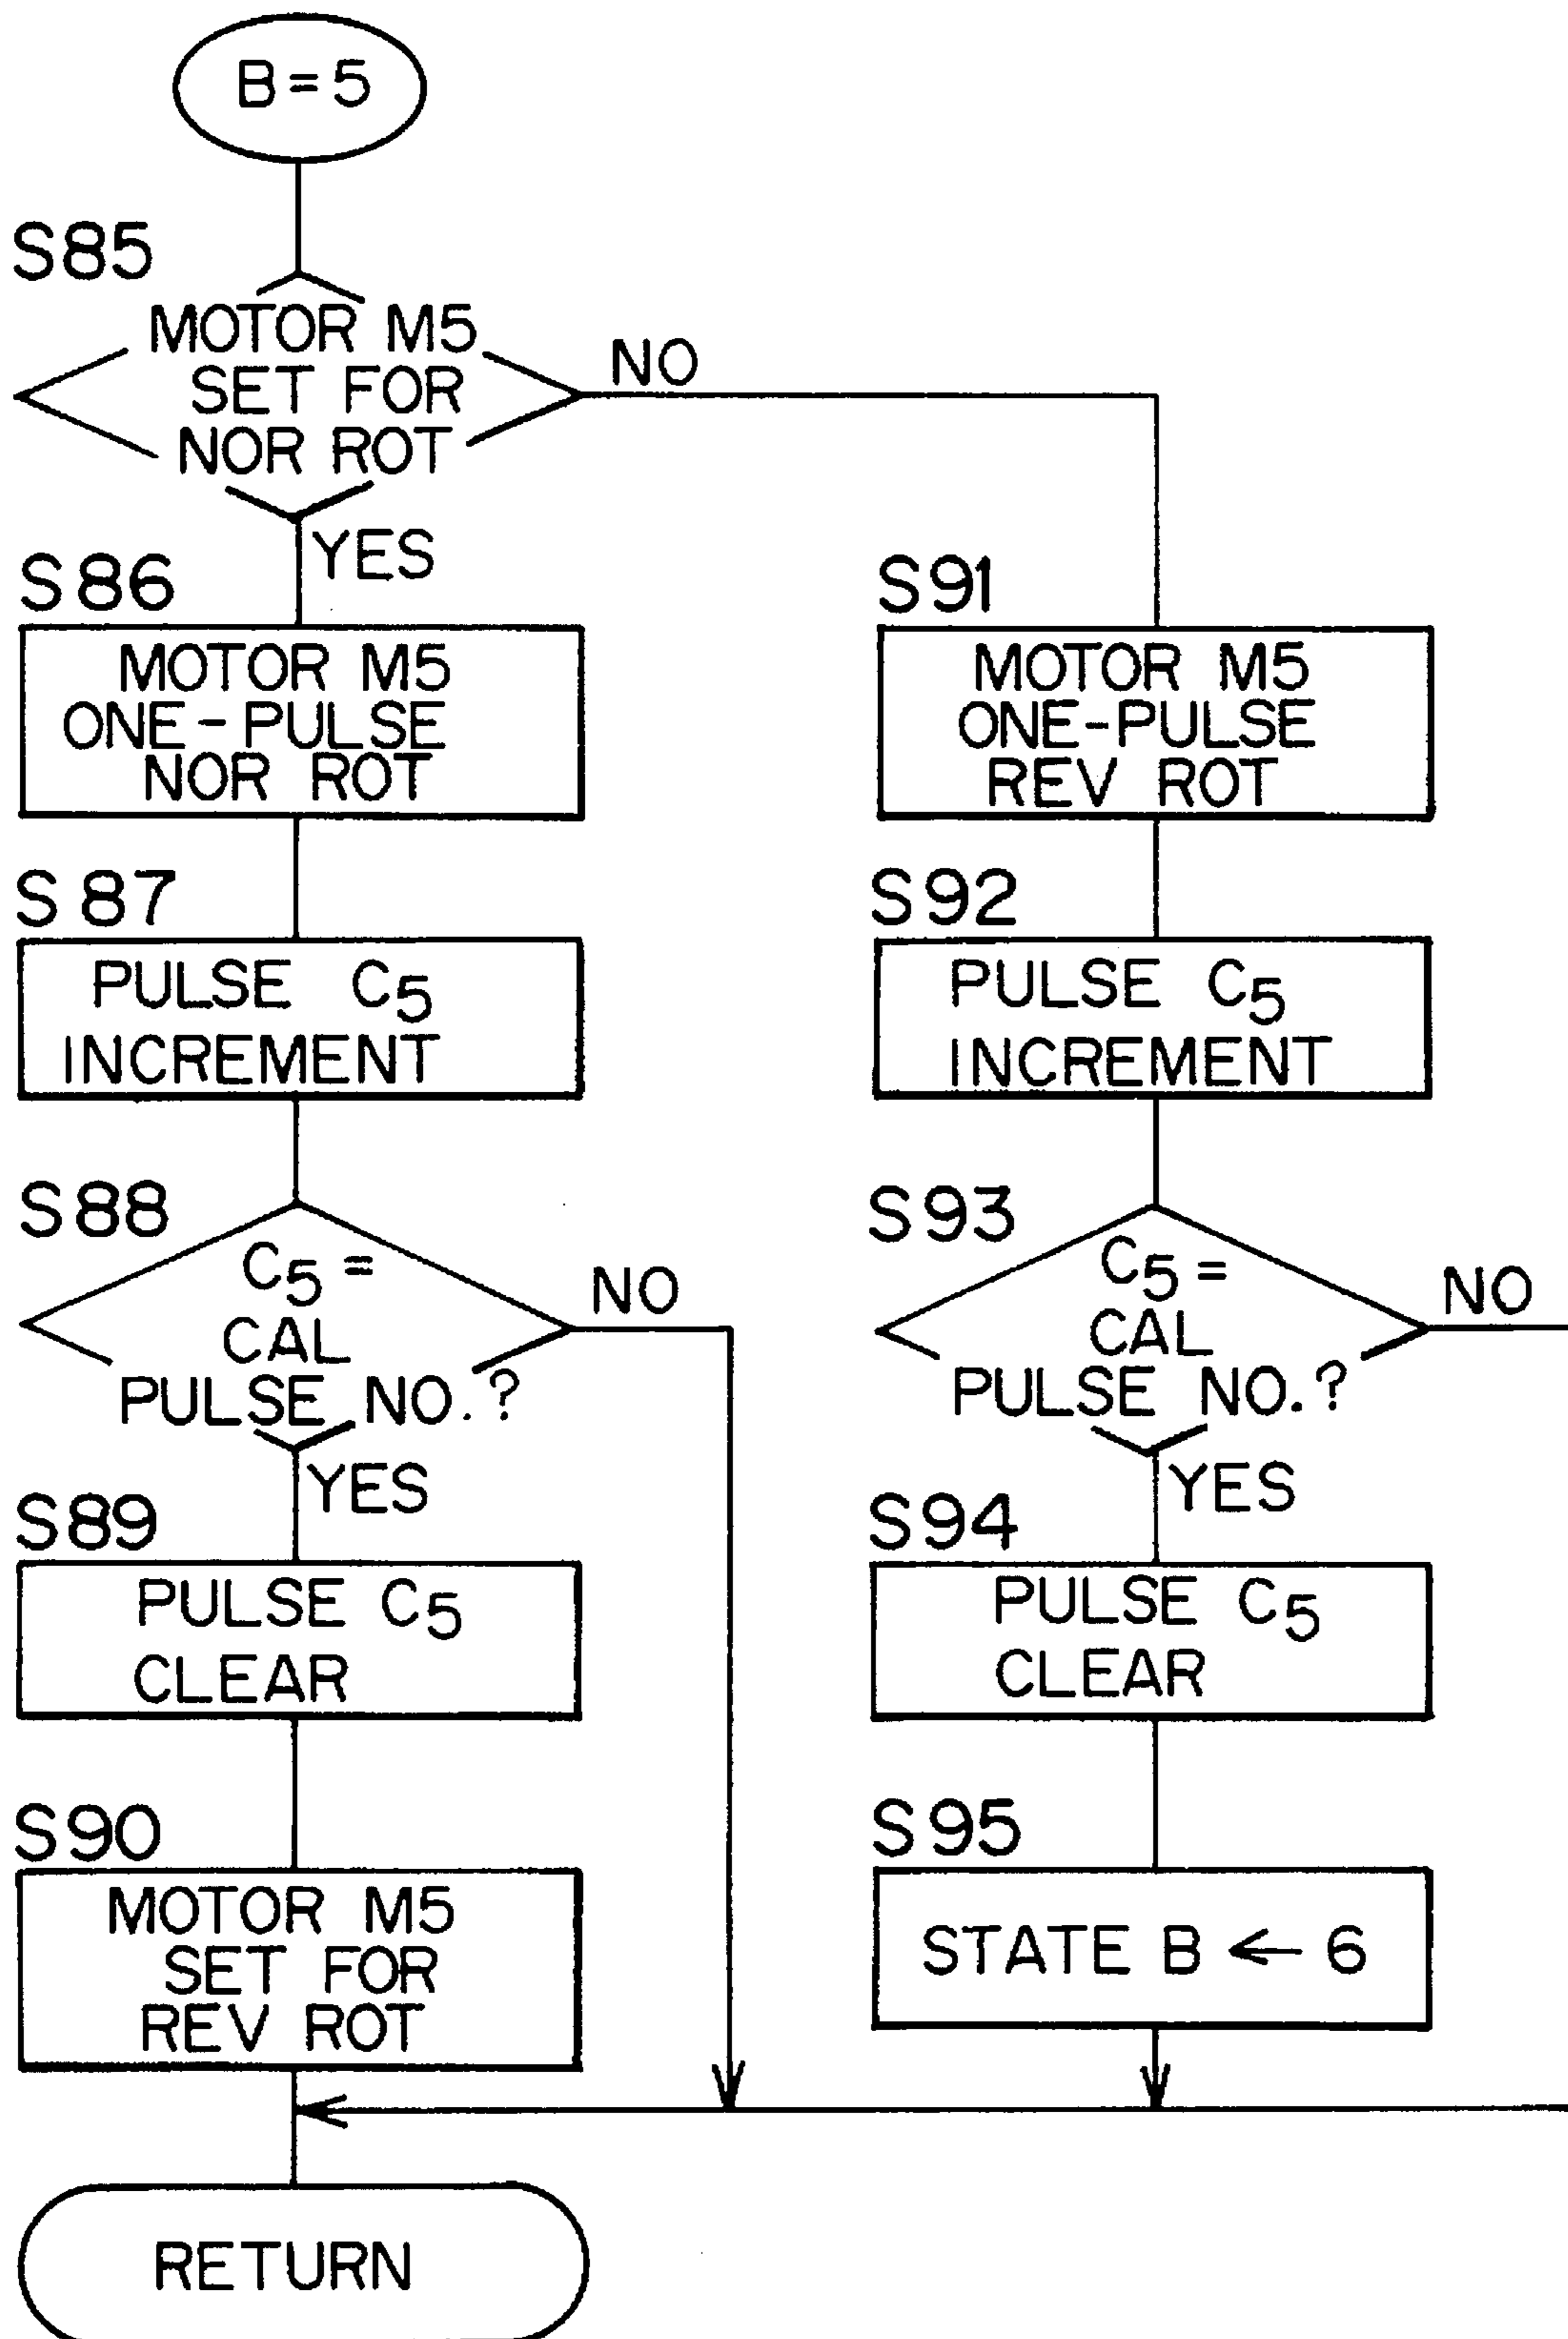 B=5
S85
MOTOR M5
SET FOR
NOR ROT
NO
YES
S86
MOTOR M5
ONE-PULSE
NOR ROT
S87
PULSE C5
INCREMENT
S88
C5 =
CAL
PULSE NO.?
NO
YES
S89
PULSE C5
CLEAR
S90
MOTOR M5
SET FOR
REV ROT
S91
MOTOR M5
ONE-PULSE
REV ROT
S92
PULSE C5
INCREMENT
S93
C5 =
CAL
PULSE NO.?
NO
YES
S94
PULSE C5
CLEAR
S95
STATE B ← 6
RETURN